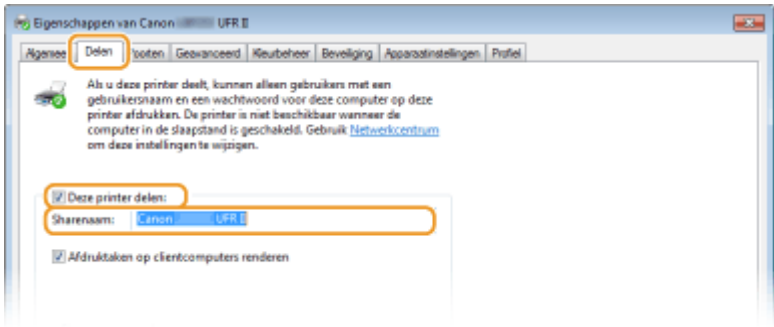 Eigenschappen van Canon UFR II
Algemeen Delen Poorten Geavanceerd Kleurbeheer Beveiliging Apparaatinstellingen Profiel
Als u deze printer deelt, kunnen alleen gebruikers met een
gebruikersnaam en een wachtwoord voor deze computer op deze
printer afdrukken. De printer is niet beschikbaar wanneer de
computer in de slaapstand is geschakeld. Gebruik Netwerkcentrum
om deze instellingen te wijzigen.
Deze printer delen:
Sharenaam: Canon UFR II
Afdruktaken op clientcomputers renderen